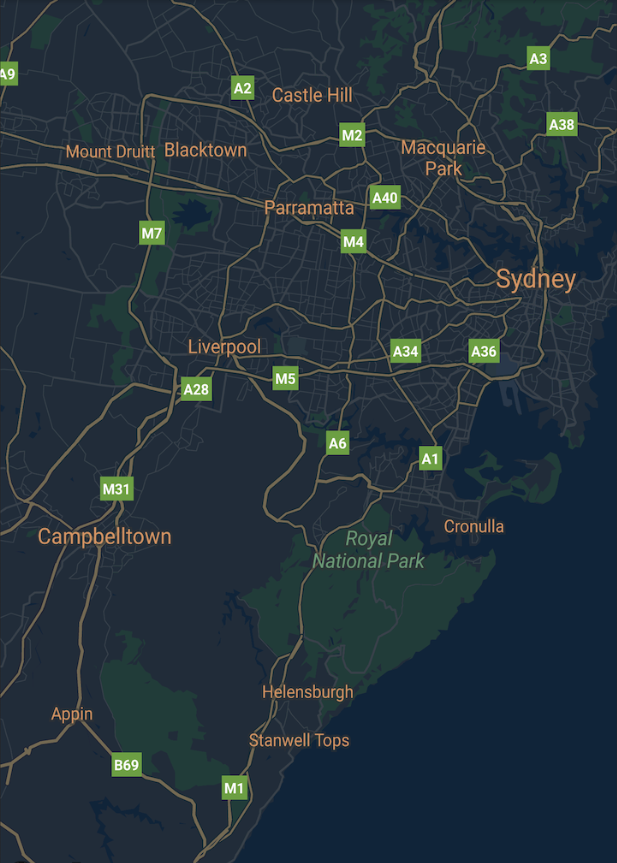 A3
A9
A2
Castle Hill
A38
M2
Mount Druitt
Blacktown
Macquarie
Park
A40
Parramatta
M7
M4
Sydney
Liverpool
A34
A36
M5
A28
A6
A1
M31
Cronulla
Campbelltown
Royal
National Park
Helensburgh
Appin
Stanwell Tops
B69
M1